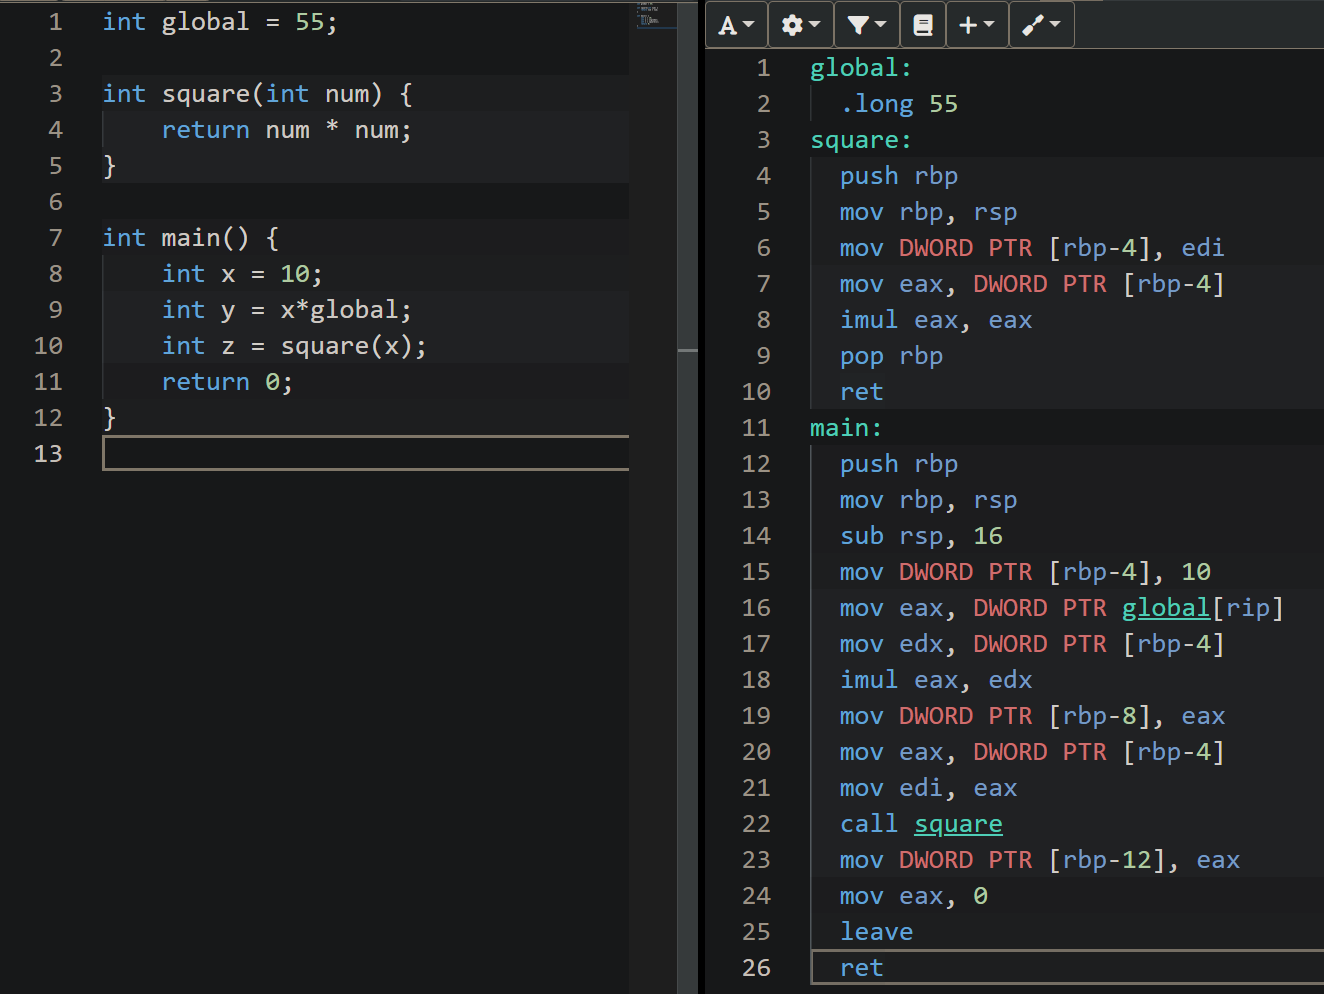 1 int global = 55;
2
3 int square(int num) {
4     return num * num;
5 }
6
7 int main() {
8     int x = 10;
9     int y = x*global;
10     int z = square(x);
11     return 0;
12 }
13
A
1 global:
2   .long 55
3 square:
4   push rbp
5   mov rbp, rsp
6   mov DWORD PTR [rbp-4], edi
7   mov eax, DWORD PTR [rbp-4]
8   imul eax, eax
9   pop rbp
10   ret
11 main:
12   push rbp
13   mov rbp, rsp
14   sub rsp, 16
15   mov DWORD PTR [rbp-4], 10
16   mov eax, DWORD PTR global[rip]
17   mov edx, DWORD PTR [rbp-4]
18   imul eax, edx
19   mov DWORD PTR [rbp-8], eax
20   mov eax, DWORD PTR [rbp-4]
21   mov edi, eax
22   call square
23   mov DWORD PTR [rbp-12], eax
24   mov eax, 0
25   leave
26   ret